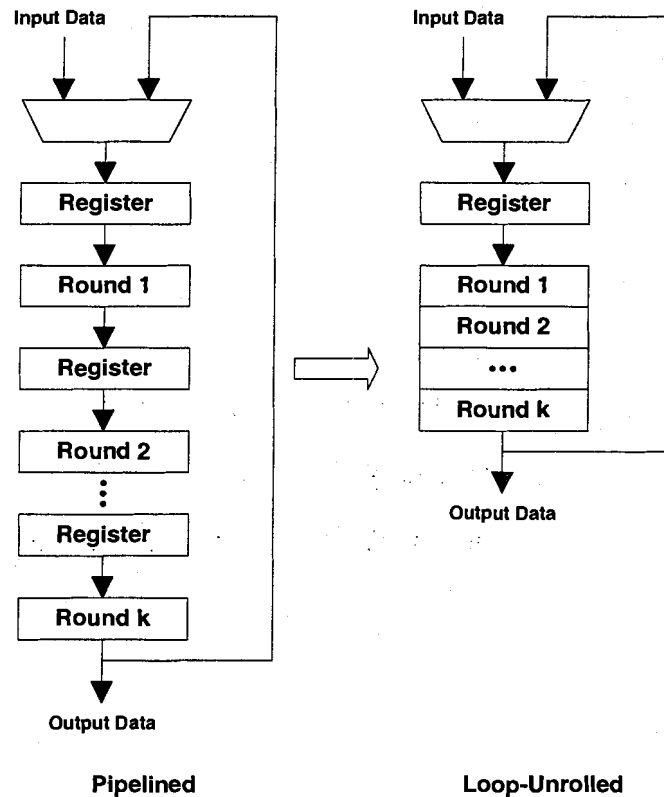 Input Data
Register
Round 1
Register
Round 2
Register
Round k
Output Data
Pipelined
Input Data
Register
Round 1
Round 2
...
Round k
Output Data
Loop-Unrolled